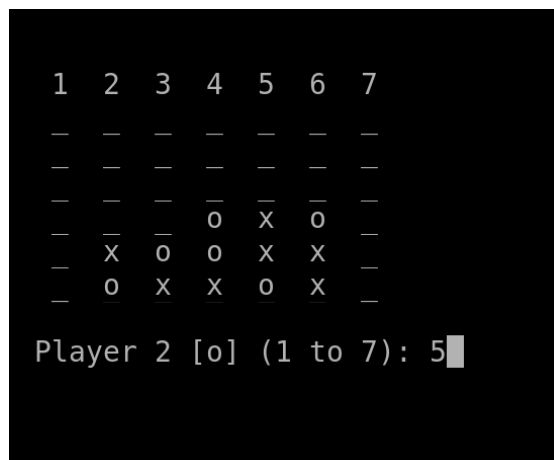 1 2 3 4 5 6 7
_ _ _ _ _ _ _
_ _ _ _ _ _ _
_ _ _ _ _ _ _
_ _ _ o x o _
_ x o o x x _
_ o x x o x _
Player 2 [o] (1 to 7): 5